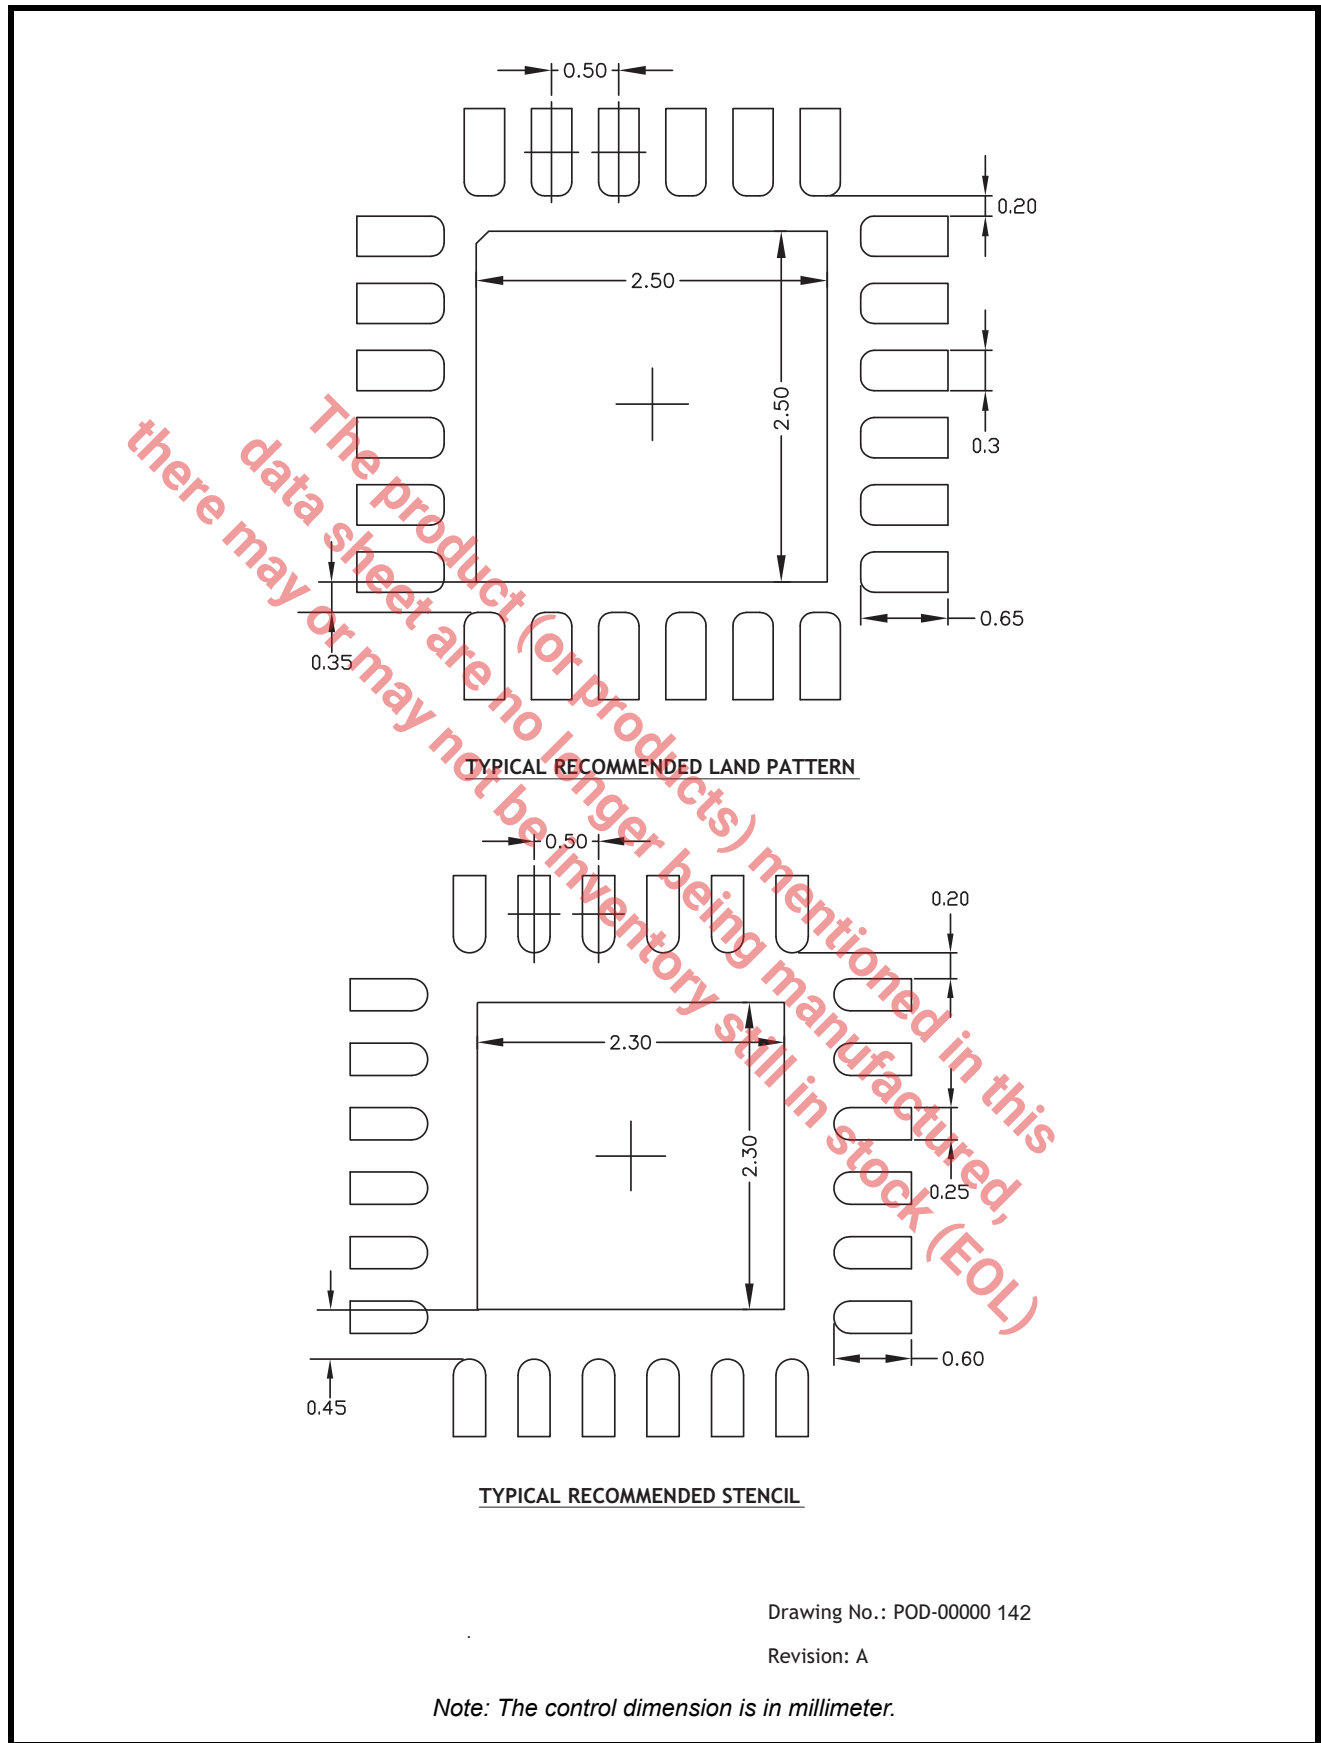 0.50
0.20
2.50
2.50
0.3
0.65
0.35
TYPICAL RECOMMENDED LAND PATTERN
The product (or products) mentioned in this
data sheet are no longer being manufactured,
there may or may not be inventory still in stock (EOL)
0.50
0.20
2.30
2.30
0.25
0.60
0.45
TYPICAL RECOMMENDED STENCIL
Drawing No.: POD-00000 142
Revision: A
Note: The control dimension is in millimeter.